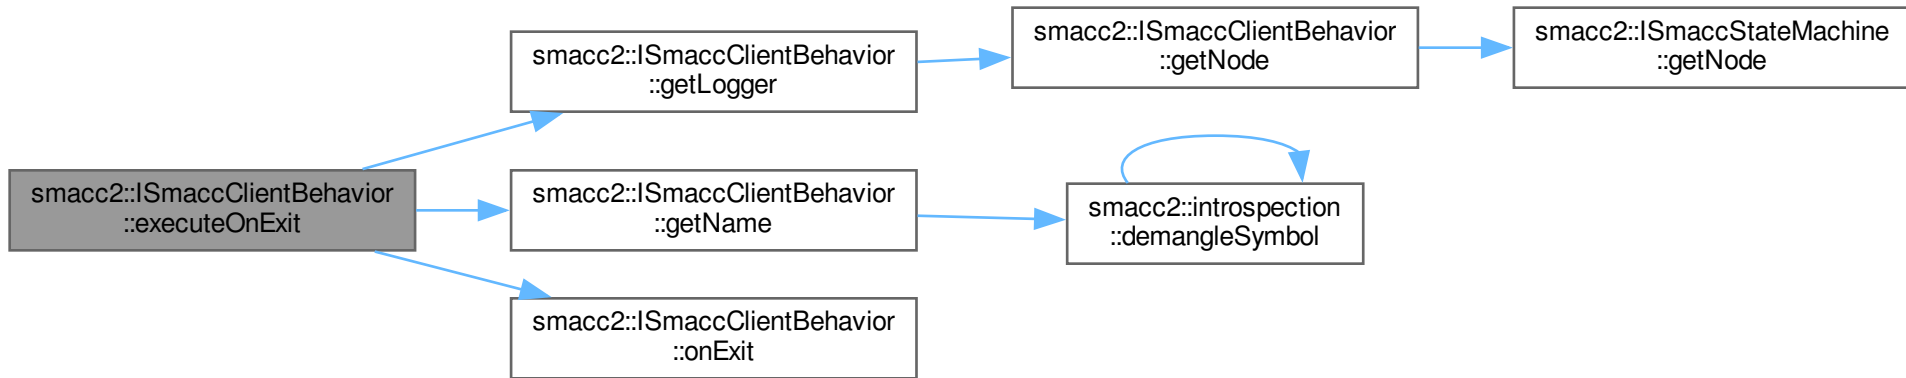 smacc2::ISmaccClientBehavior
::executeOnExit
smacc2::ISmaccClientBehavior
::getLogger
smacc2::ISmaccClientBehavior
::getNode
smacc2::ISmaccStateMachine
::getNode
smacc2::ISmaccClientBehavior
::getName
smacc2::introspection
::demangleSymbol
smacc2::ISmaccClientBehavior
::onExit